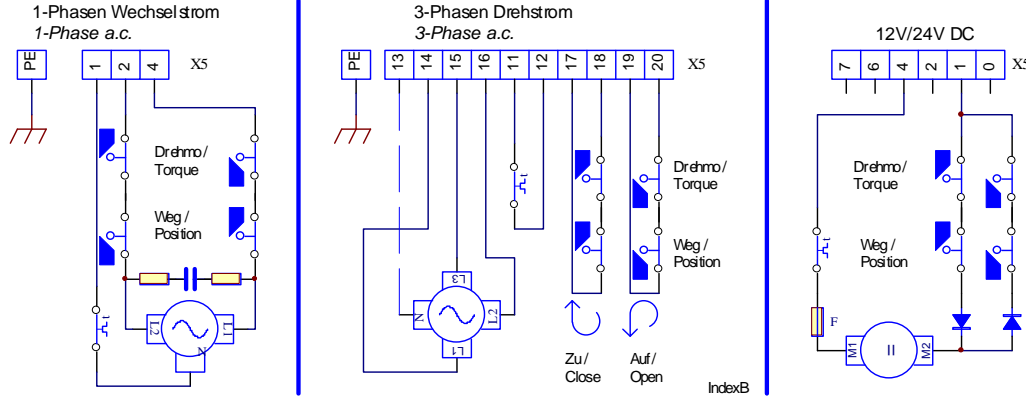 1-Phasen Wechselstrom
1-Phase a.c.
PE
1 2 4 X5
Drehmo/
Torque
Weg/
Position
t
L2 N L1
3-Phasen Drehstrom
3-Phase a.c.
PE
13 14 15 16 11 12 17 18 19 20 X5
t
Drehmo/
Torque
Weg/
Position
L3
N L2
L1
Zu/
Close
Auf/
Open
IndexB
12V/24V DC
7 6 4 2 1 0 X5
Drehmo/
Torque
Weg/
Position
t
F
M1 M2